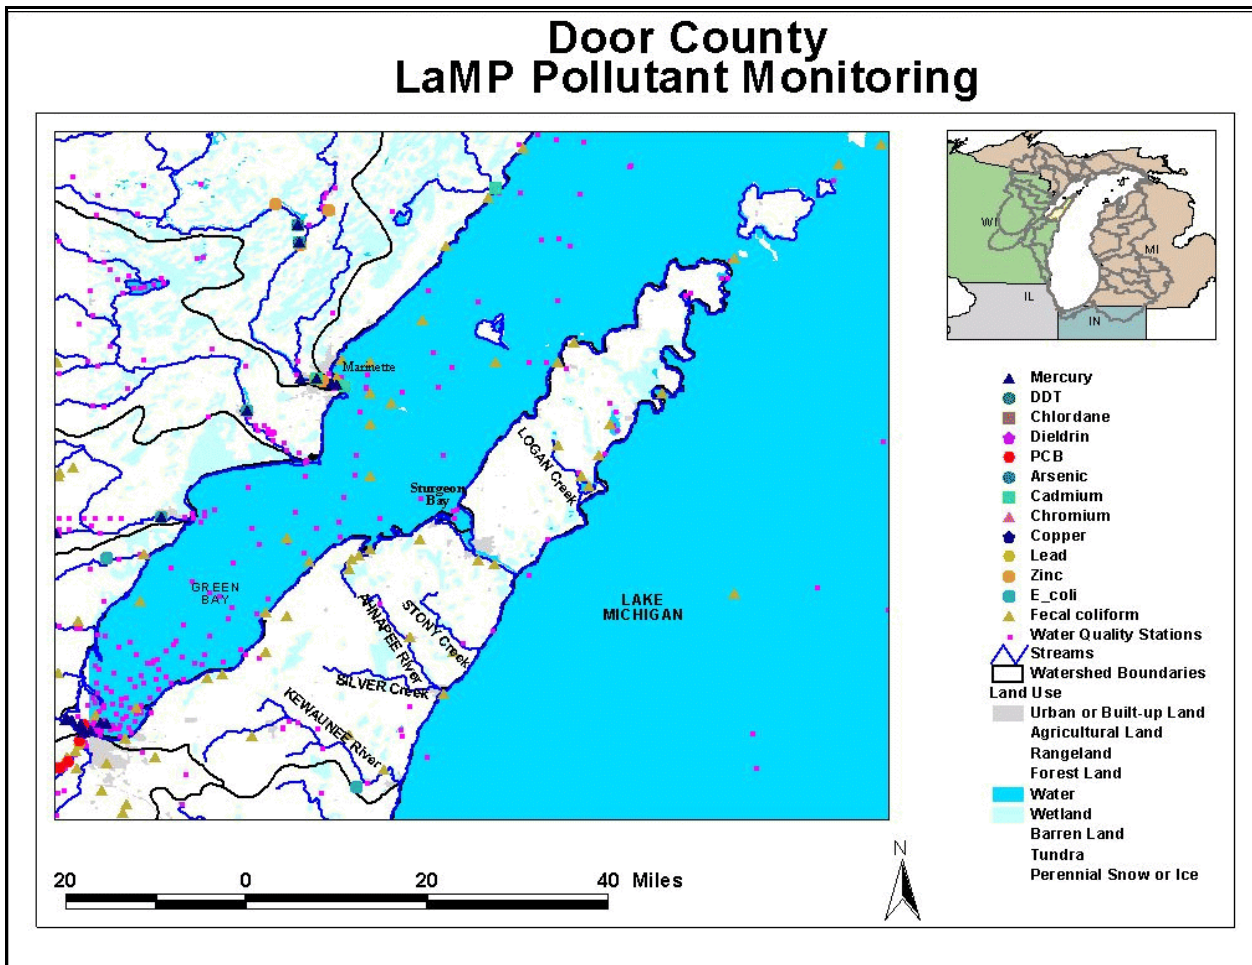 Door County
LaMP Pollutant Monitoring
Marinette
LOGAN Creek
Sturgeon
Bay
GREEN
BAY
LAKE
MICHIGAN
AHNAPEE River
STONY Creek
SILVER Creek
KEWAUNEE River
WI
MI
IL
IN
Mercury
DDT
Chlordane
Dieldrin
PCB
Arsenic
Cadmium
Chromium
Copper
Lead
Zinc
E_coli
Fecal coliform
Water Quality Stations
Streams
Watershed Boundaries
Land Use
Urban or Built-up Land
Agricultural Land
Rangeland
Forest Land
Water
Wetland
Barren Land
Tundra
Perennial Snow or Ice
N
20 0 20 40 Miles